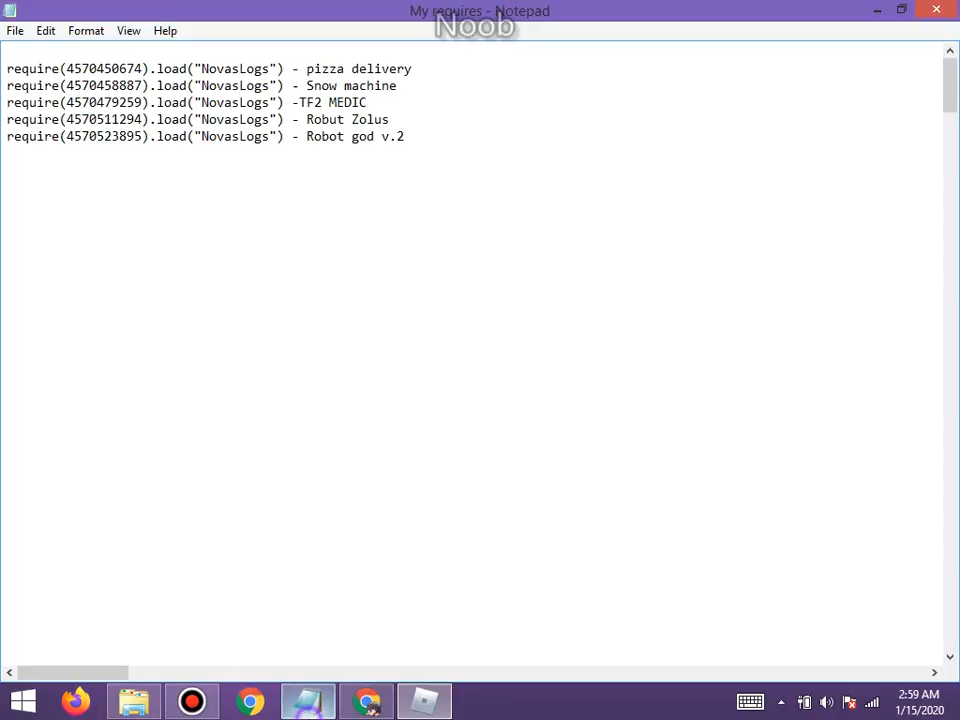 My requires - Notepad
Noob
File Edit Format View Help
require(4570450674).load("NovasLogs") - pizza delivery
require(4570458887).load("NovasLogs") - Snow machine
require(4570479259).load("NovasLogs") -TF2 MEDIC
require(4570511294).load("NovasLogs") - Robut Zolus
require(4570523895).load("NovasLogs") - Robot god v.2
2:59 AM
1/15/2020